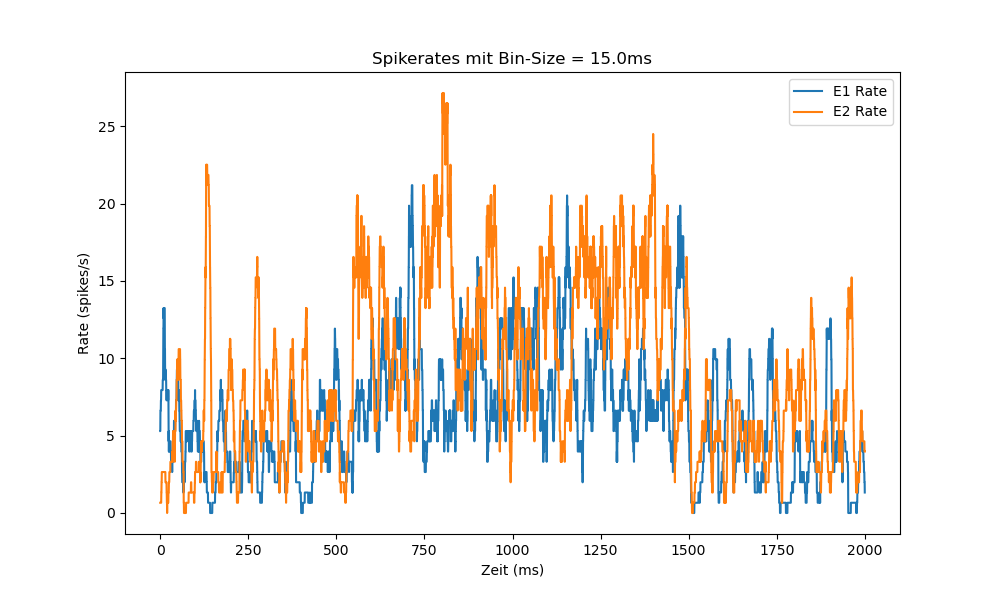 Spikerates mit Bin-Size = 15.0ms
E1 Rate
E2 Rate
Rate (spikes/s)
25
20
15
10
5
0
0 250 500 750 1000 1250 1500 1750 2000
Zeit (ms)